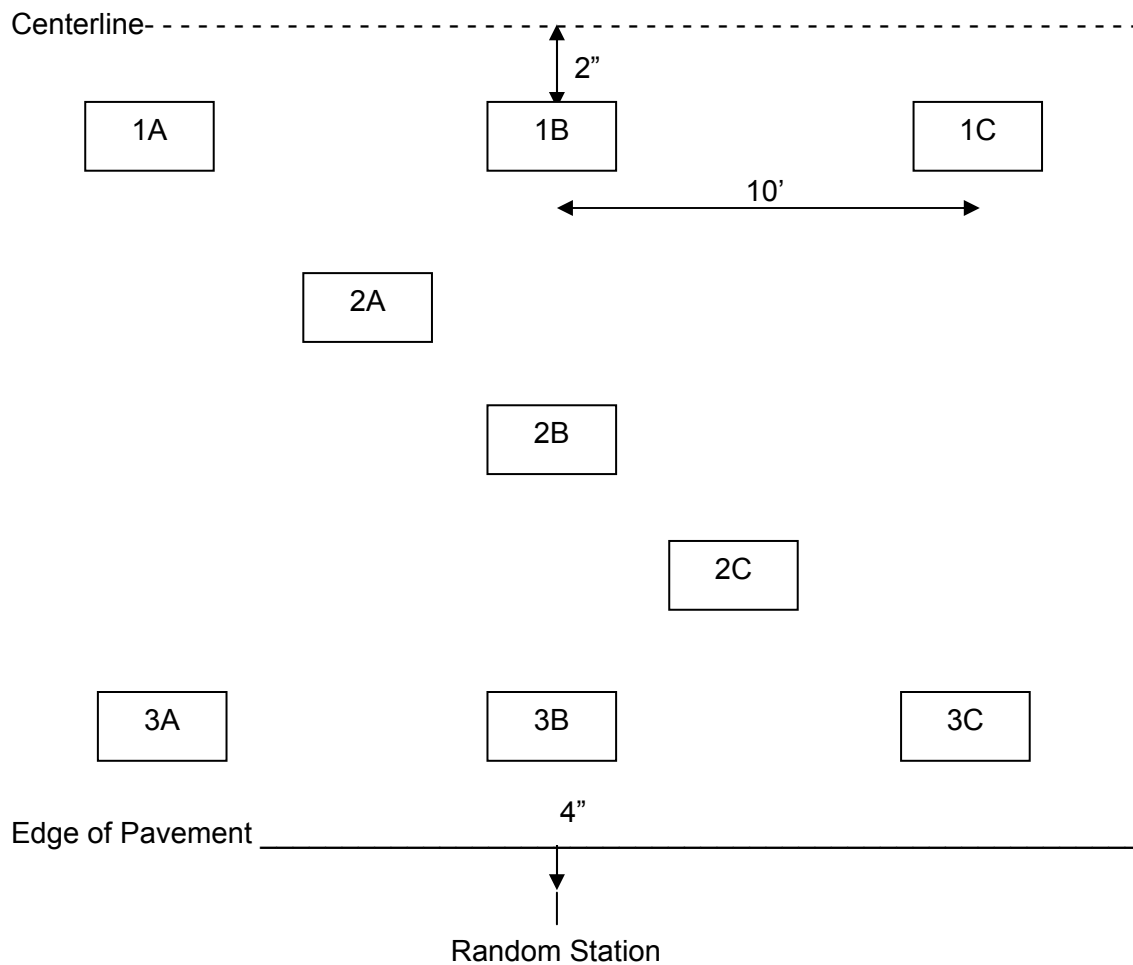 Centerline
2”
1A 1B 1C
10’
2A
2B
2C
3A 3B 3C
4”
Edge of Pavement
Random Station